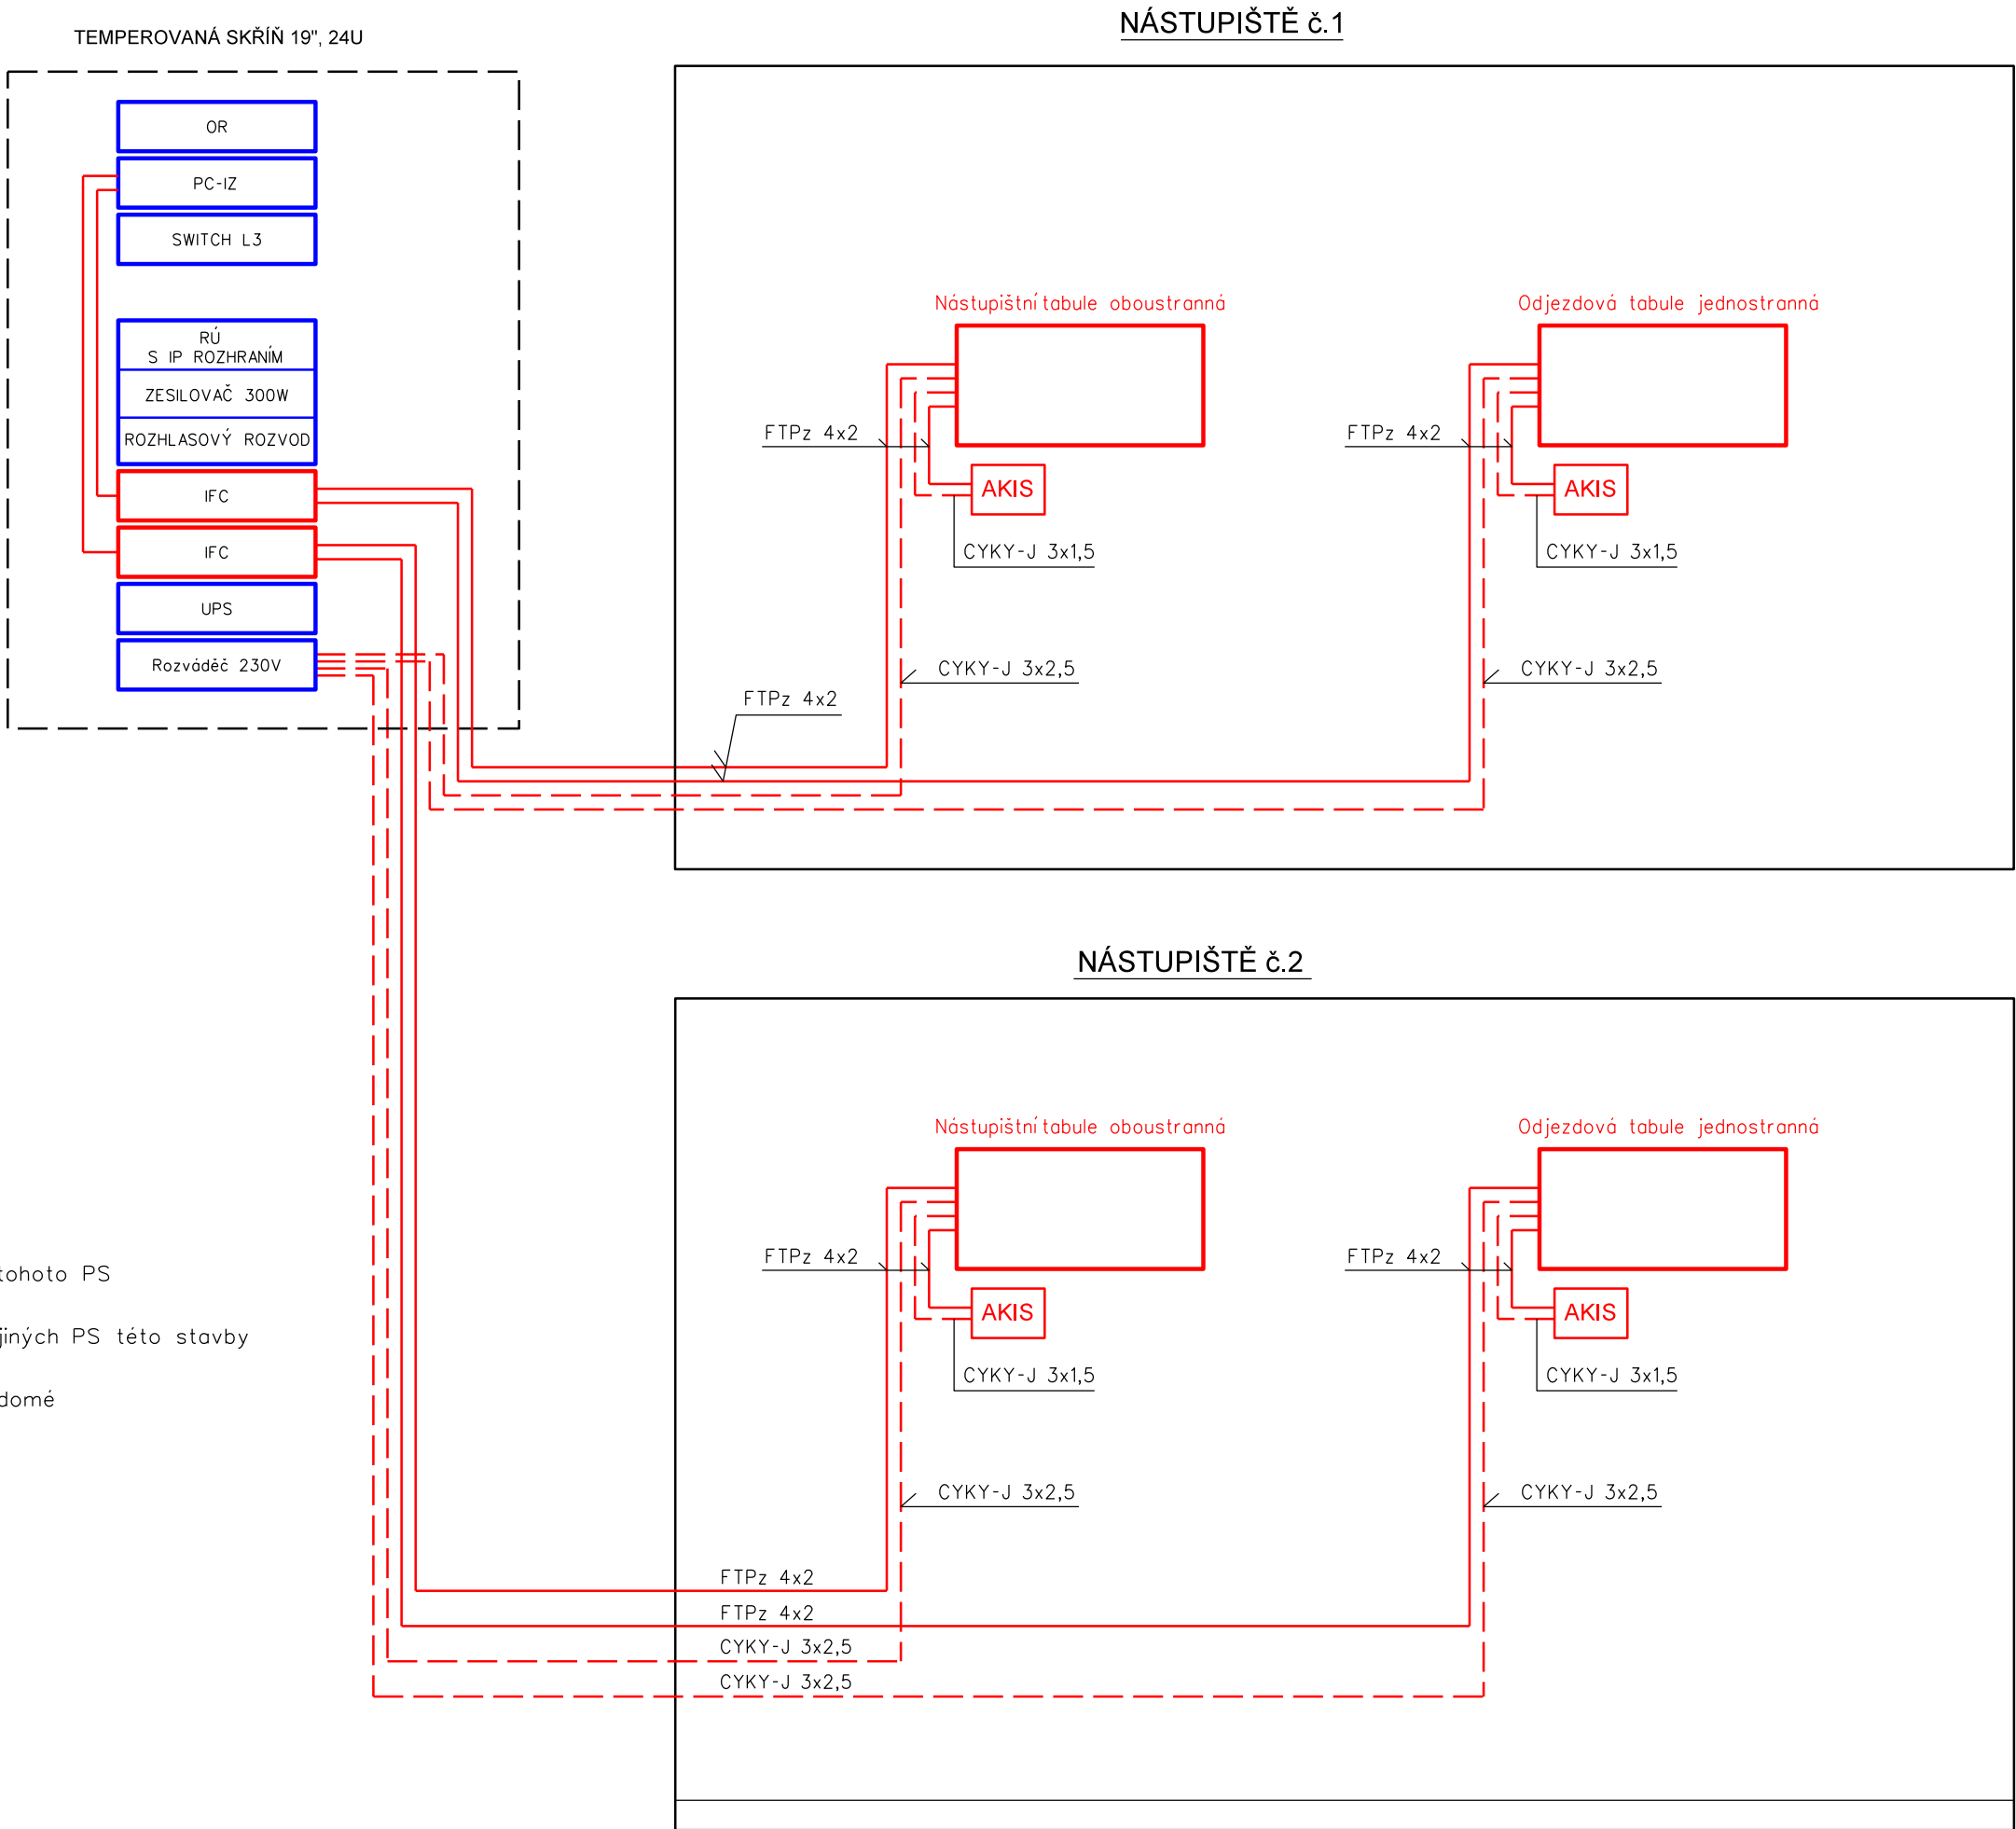 TEMPEROVANÁ SKŘÍŇ 19", 24U
OR
PC-IZ
SWITCH L3
RÚ
S IP ROZHRANÍM
ZESILOVAČ 300W
ROZHLASOVÝ ROZVOD
IFC
IFC
UPS
Rozváděč 230V
NÁSTUPIŠTĚ č.1
Nástupištní tabule oboustranná
Odjezdová tabule jednostranná
FTPz 4x2
FTPz 4x2
AKIS
AKIS
CYKY-J 3x1,5
CYKY-J 3x1,5
CYKY-J 3x2,5
CYKY-J 3x2,5
FTPz 4x2
NÁSTUPIŠTĚ č.2
Nástupištní tabule oboustranná
Odjezdová tabule jednostranná
FTPz 4x2
FTPz 4x2
AKIS
AKIS
CYKY-J 3x1,5
CYKY-J 3x1,5
CYKY-J 3x2,5
CYKY-J 3x2,5
FTPz 4x2
FTPz 4x2
CYKY-J 3x2,5
CYKY-J 3x2,5
tohoto PS
jiných PS této stavby
domé